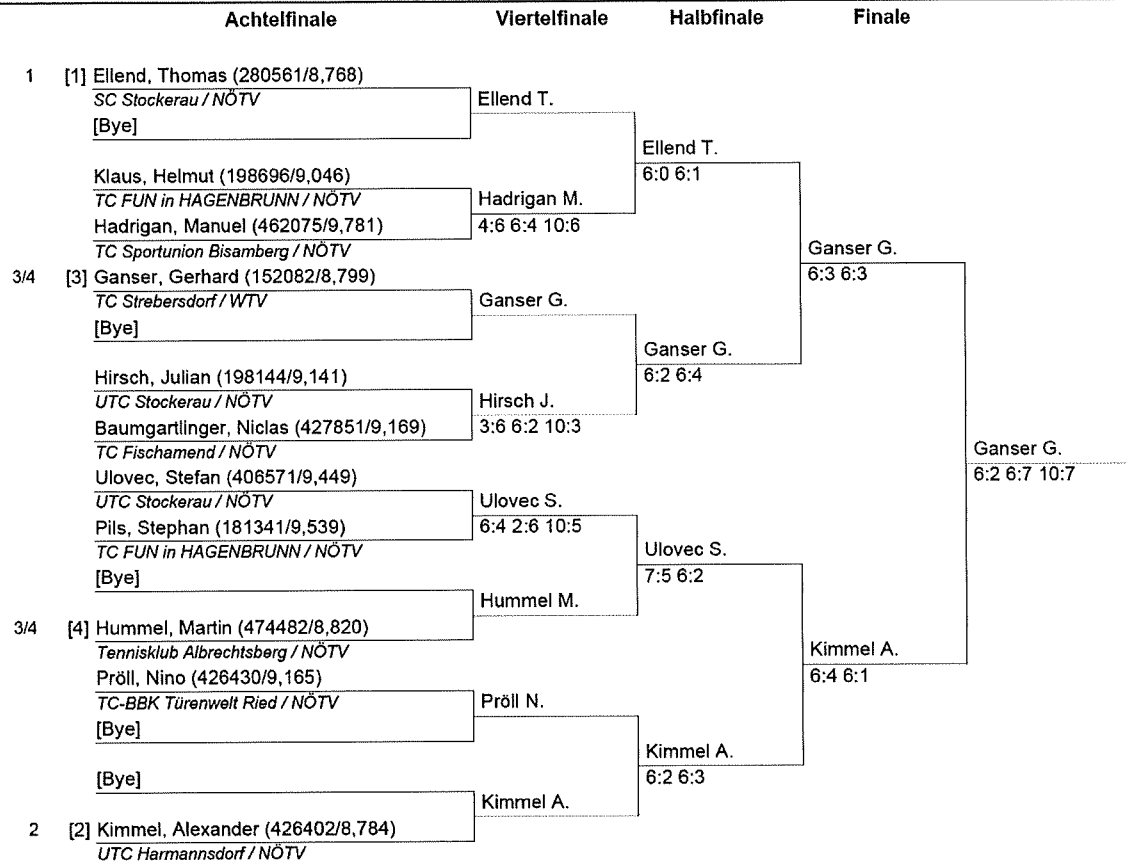 Achtelfinale Viertelfinale Halbfinale Finale
1 [1] Ellend, Thomas (280561/8,768)
SC Stockerau / NÖTV
Ellend T.
[Bye]
Ellend T.
6:0 6:1
Klaus, Helmut (198696/9,046)
TC FUN in HAGENBRUNN / NÖTV
Hadrigan M.
Hadrigan, Manuel (462075/9,781)
4:6 6:4 10:6
TC Sportunion Bisamberg / NÖTV
Ganser G.
6:3 6:3
3/4 [3] Ganser, Gerhard (152082/8,799)
TC Strebersdorf / WTV
Ganser G.
[Bye]
Ganser G.
6:2 6:4
Hirsch, Julian (198144/9,141)
UTC Stockerau / NÖTV
Hirsch J.
Baumgartlinger, Niclas (427851/9,169)
3:6 6:2 10:3
TC Fischamend / NÖTV
Ganser G.
6:2 6:7 10:7
Ulovec, Stefan (406571/9,449)
UTC Stockerau / NÖTV
Ulovec S.
Pils, Stephan (181341/9,539)
6:4 2:6 10:5
TC FUN in HAGENBRUNN / NÖTV
Ulovec S.
7:5 6:2
[Bye]
Hummel M.
3/4 [4] Hummel, Martin (474482/8,820)
Tennisklub Albrechtsberg / NÖTV
Kimmel A.
6:4 6:1
Pröll, Nino (426430/9,165)
TC-BBK Türenwelt Ried / NÖTV
Pröll N.
[Bye]
Kimmel A.
6:2 6:3
[Bye]
Kimmel A.
2 [2] Kimmel, Alexander (426402/8,784)
UTC Harmannsdorf / NÖTV